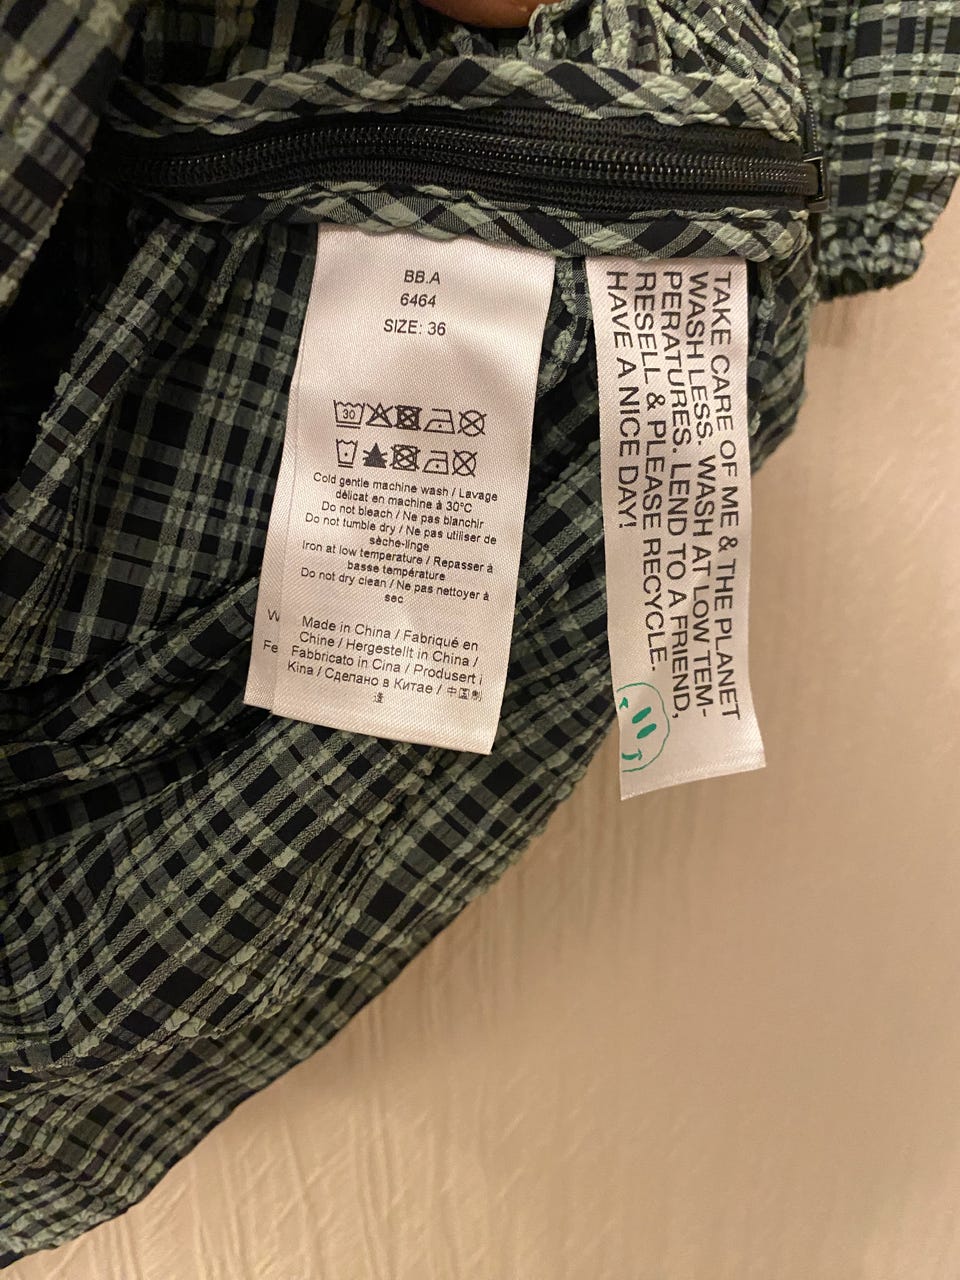 BB.A
6464
SIZE: 36
30
Cold gentle machine wash / Lavage
délicat en machine à 30°C
Do not bleach / Ne pas blanchir
Do not tumble dry / Ne pas utiliser de
sèche-linge
Iron at low temperature / Repasser à
basse température
Do not dry clean / Ne pas nettoyer à
sec
Made in China / Fabriqué en
Chine / Hergestellt in China /
Fabbricato in Cina / Produsert i
Kina / Сделано в Китае / 中国制
造
W
Fe
TAKE CARE OF ME & THE PLANET
WASH LESS. WASH AT LOW TEM-
PERATURES. LEND TO A FRIEND,
RESELL & PLEASE RECYCLE.
HAVE A NICE DAY!